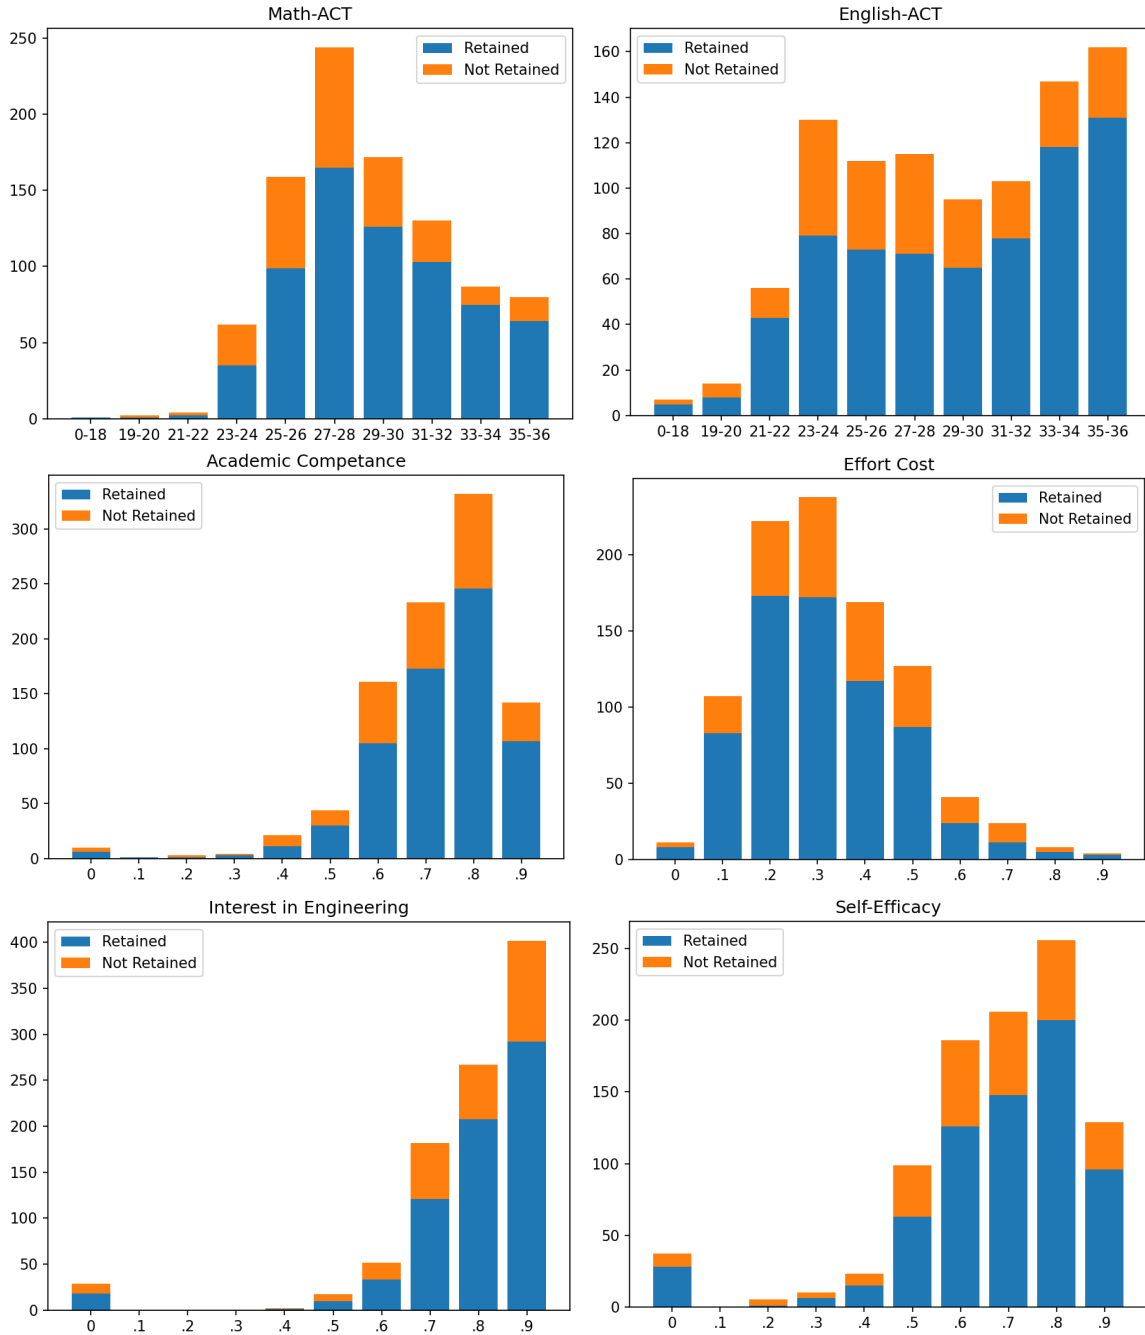 Math-ACT
250
200
150
100
50
0
Retained
Not Retained
0-18 19-20 21-22 23-24 25-26 27-28 29-30 31-32 33-34 35-36
English-ACT
160
140
120
100
80
60
40
20
0
Retained
Not Retained
0-18 19-20 21-22 23-24 25-26 27-28 29-30 31-32 33-34 35-36
Academic Competance
300
250
200
150
100
50
0
Retained
Not Retained
0 .1 .2 .3 .4 .5 .6 .7 .8 .9
Effort Cost
200
150
100
50
0
Retained
Not Retained
0 .1 .2 .3 .4 .5 .6 .7 .8 .9
Interest in Engineering
400
350
300
250
200
150
100
50
0
Retained
Not Retained
0 .1 .2 .3 .4 .5 .6 .7 .8 .9
Self-Efficacy
250
200
150
100
50
0
Retained
Not Retained
0 .1 .2 .3 .4 .5 .6 .7 .8 .9